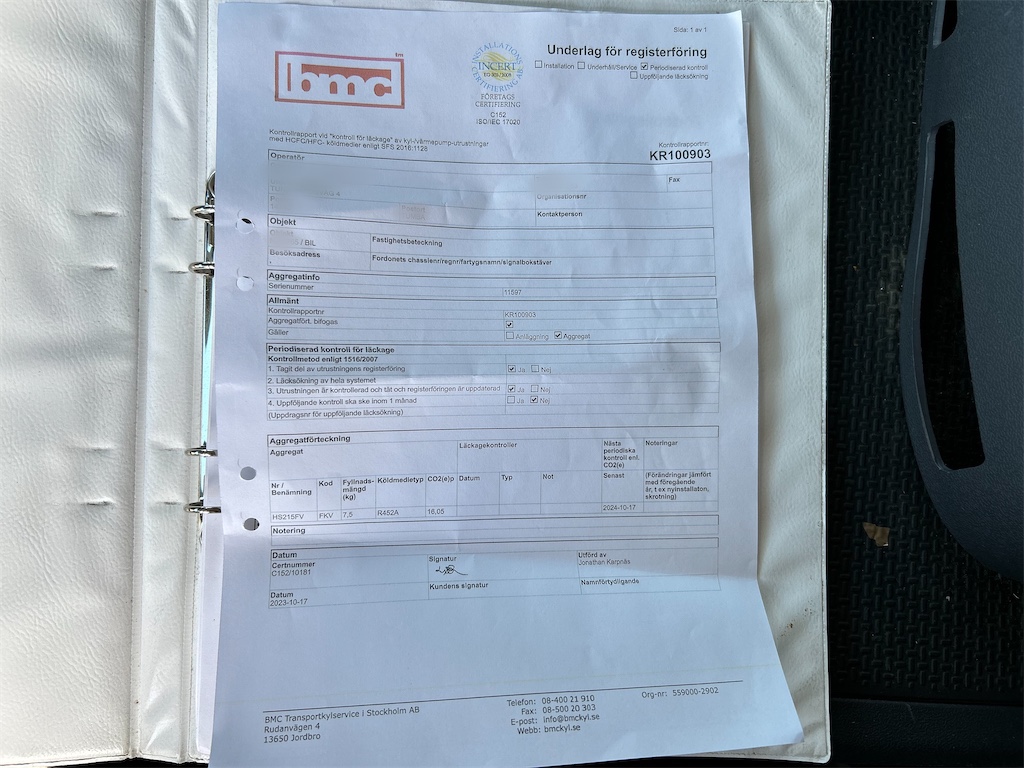 Sida: 1 av 1
bmc
tm
INSTALLATIONS CERTIFIERING AB
INCERT
EG 303/2008
FÖRETAGS
CERTIFIERING
C152
ISO/IEC 17020
Underlag för registerföring
Installation Underhåll/Service Periodiserad kontroll
Uppföljande läcksökning
Kontrollrapport vid "kontroll för läckage" av kyl-/värmepump-utrustningar
med HCFC/HFC- köldmedier enligt SFS 2016:1128
Kontrollrapportnr:
KR100903
Operatör
Fax
Organisationsnr
Kontaktperson
Objekt
/ BIL
Fastighetsbeteckning
Besöksadress
Fordonets chassienr/regnr/fartygsnamn/signalbokstäver
Aggregatinfo
Serienummer 11597
Allmänt
Kontrollrapportnr KR100903
Aggregatfört. bifogas
Gäller Anläggning Aggregat
Periodiserad kontroll för läckage
Kontrollmetod enligt 1516/2007
1. Tagit del av utrustningens registerföring Ja Nej
2. Läcksökning av hela systemet
3. Utrustningen är kontrollerad och tät och registerföringen är uppdaterad Ja Nej
4. Uppföljande kontroll ska ske inom 1 månad Ja Nej
(Uppdragsnr för uppföljande läcksökning)
Aggregatförteckning
Aggregat Läckagekontroller Nästa periodiska kontroll enl. CO2(e) Noteringar
Nr / Benämning Kod Fyllnadsmängd (kg) Köldmedietyp CO2(e)p Datum Typ Not Senast (Förändringar jämfört med föregående år, t ex nyinstallaton, skrotning)
HS215FV FKV 7,5 R452A 16,05 2024-10-17
Notering
Datum
Certnummer
C152/10181
Signatur
Utförd av
Jonathan Karpnäs
Datum
2023-10-17
Kundens signatur
Namnförtydligande
BMC Transportkylservice i Stockholm AB
Rudanvägen 4
13650 Jordbro
Telefon: 08-400 21 910
Fax: 08-500 20 303
E-post: info@bmckyl.se
Webb: bmckyl.se
Org-nr: 559000-2902